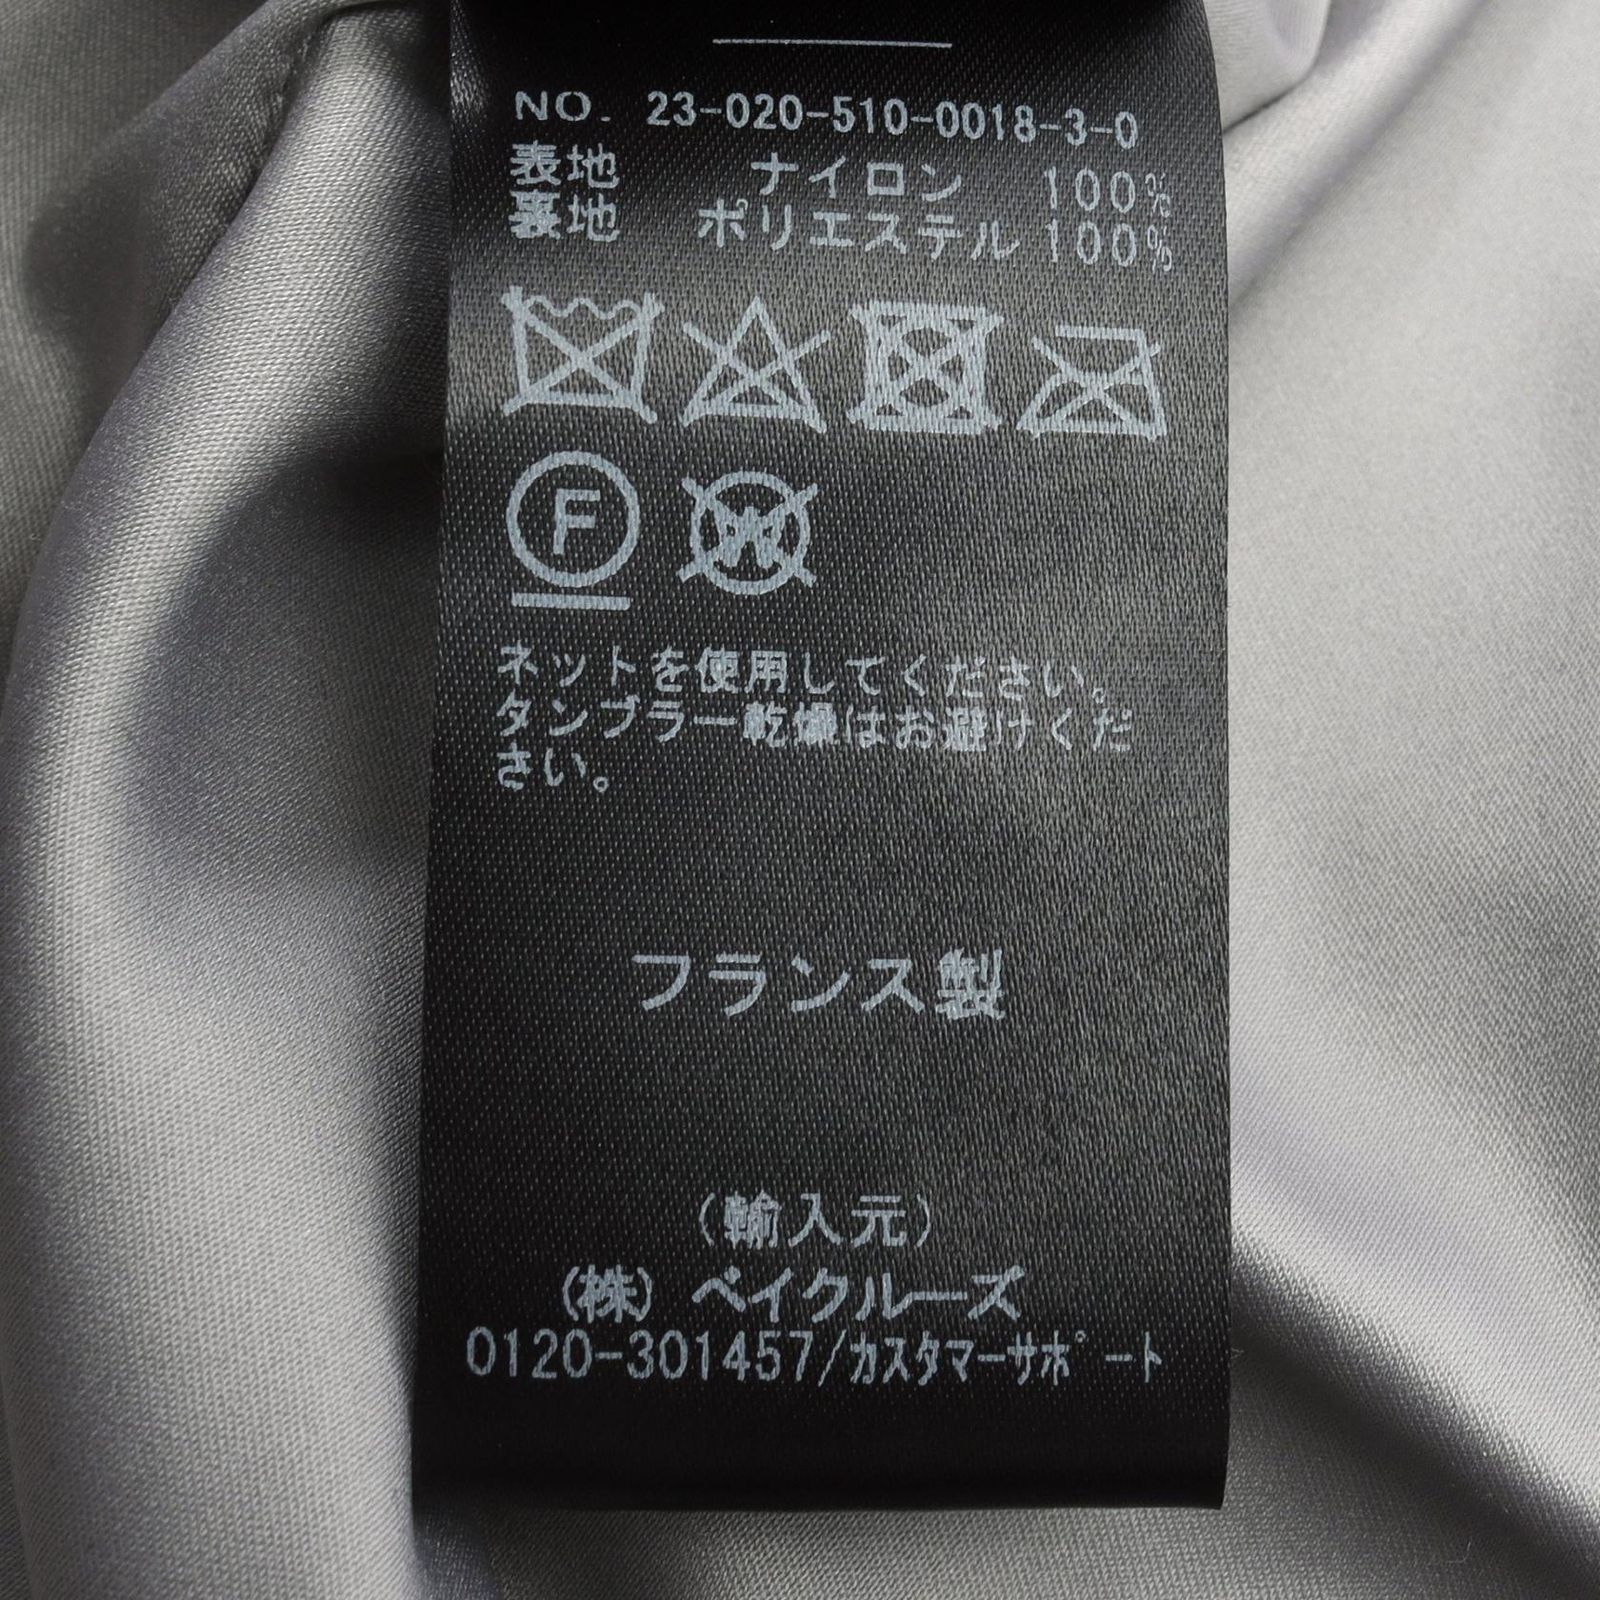 NO. 23-020-510-0018-3-0
表地 ナイロン 100%
裏地 ポリエステル 100%
F
W
ネットを使用してください。
タンブラー乾燥はお避けくだ
さい。
フランス製
(輸入元)
(株) ベイクルーズ
0120-301457/カスタマーサポート